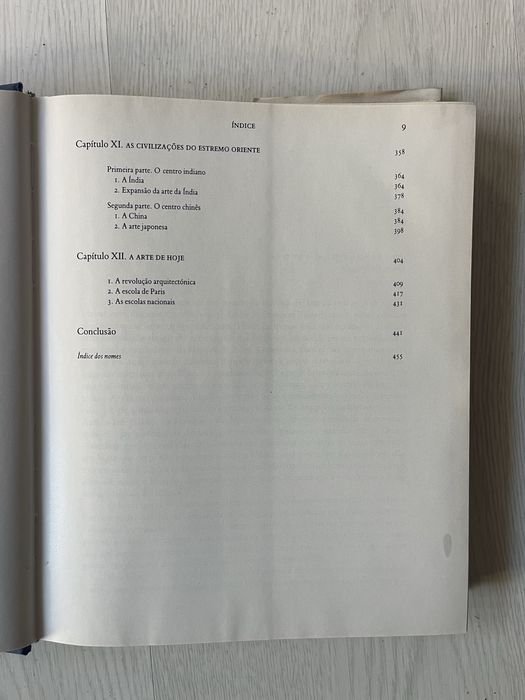 ÍNDICE 9
Capítulo XI. AS CIVILIZAÇÕES DO ESTREMO ORIENTE 358
Primeira parte. O centro indiano 364
1. A Índia 364
2. Expansão da arte da Índia 378
Segunda parte. O centro chinês 384
1. A China 384
2. A arte japonesa 398
Capítulo XII. A ARTE DE HOJE 404
1. A revolução arquitectónica 409
2. A escola de Paris 417
3. As escolas nacionais 431
Conclusão 441
Índice dos nomes 455